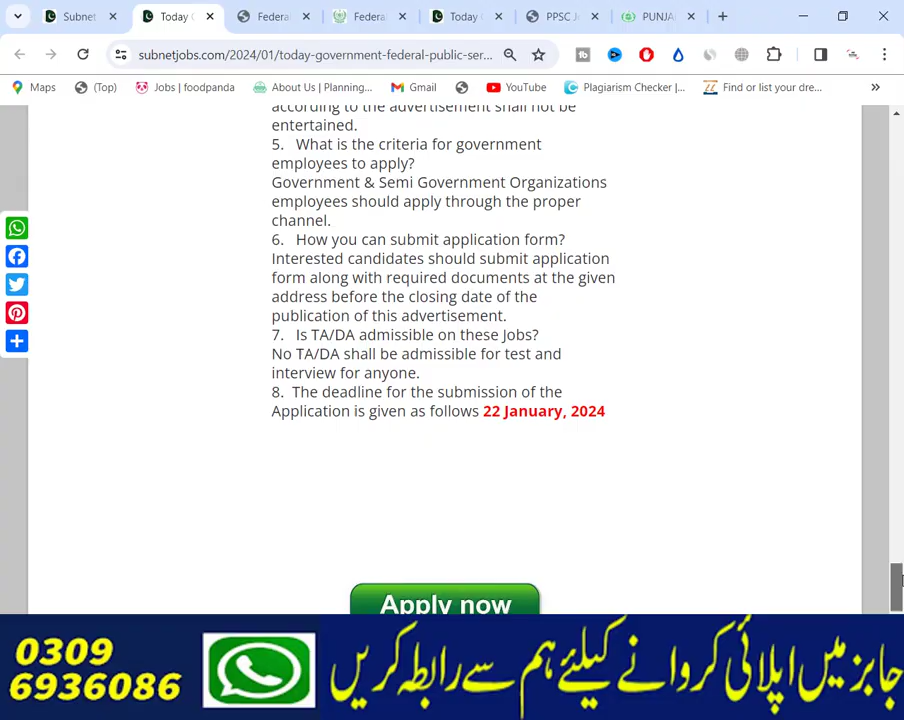 Subnet
Today
Federa
Federa
Today
PPSC J
PUNJA
subnetjobs.com/2024/01/today-government-federal-public-ser...
Maps
(Top)
Jobs | foodpanda
About Us | Planning...
Gmail
YouTube
Plagiarism Checker |...
Find or list your dre...
according to the advertisement shall not be
entertained.
5. What is the criteria for government
employees to apply?
Government & Semi Government Organizations
employees should apply through the proper
channel.
6. How you can submit application form?
Interested candidates should submit application
form along with required documents at the given
address before the closing date of the
publication of this advertisement.
7. Is TA/DA admissible on these Jobs?
No TA/DA shall be admissible for test and
interview for anyone.
8. The deadline for the submission of the
Application is given as follows 22 January, 2024
Apply now
0309
6936086
جابز میں اپلائی کروانے کیلئے ہم سے رابطہ کریں